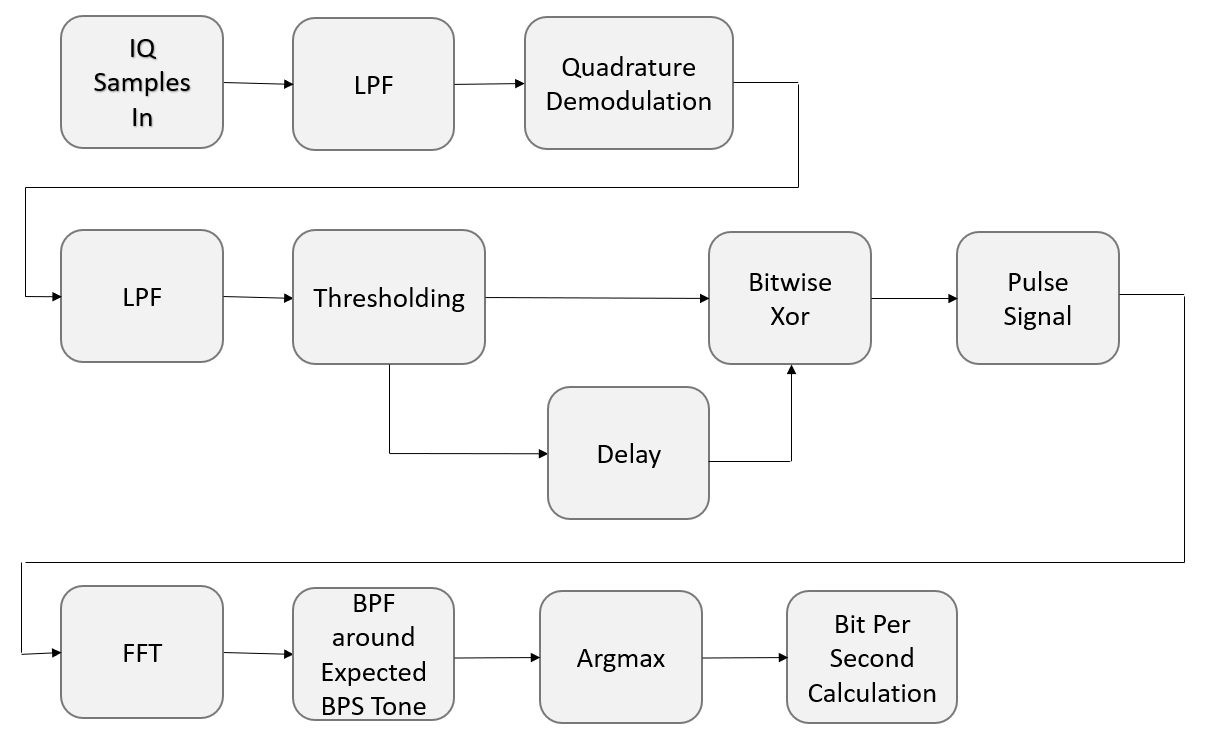 IQ
Samples
In
LPF
Quadrature
Demodulation
LPF
Thresholding
Bitwise
Xor
Pulse
Signal
Delay
FFT
BPF
around
Expected
BPS Tone
Argmax
Bit Per
Second
Calculation